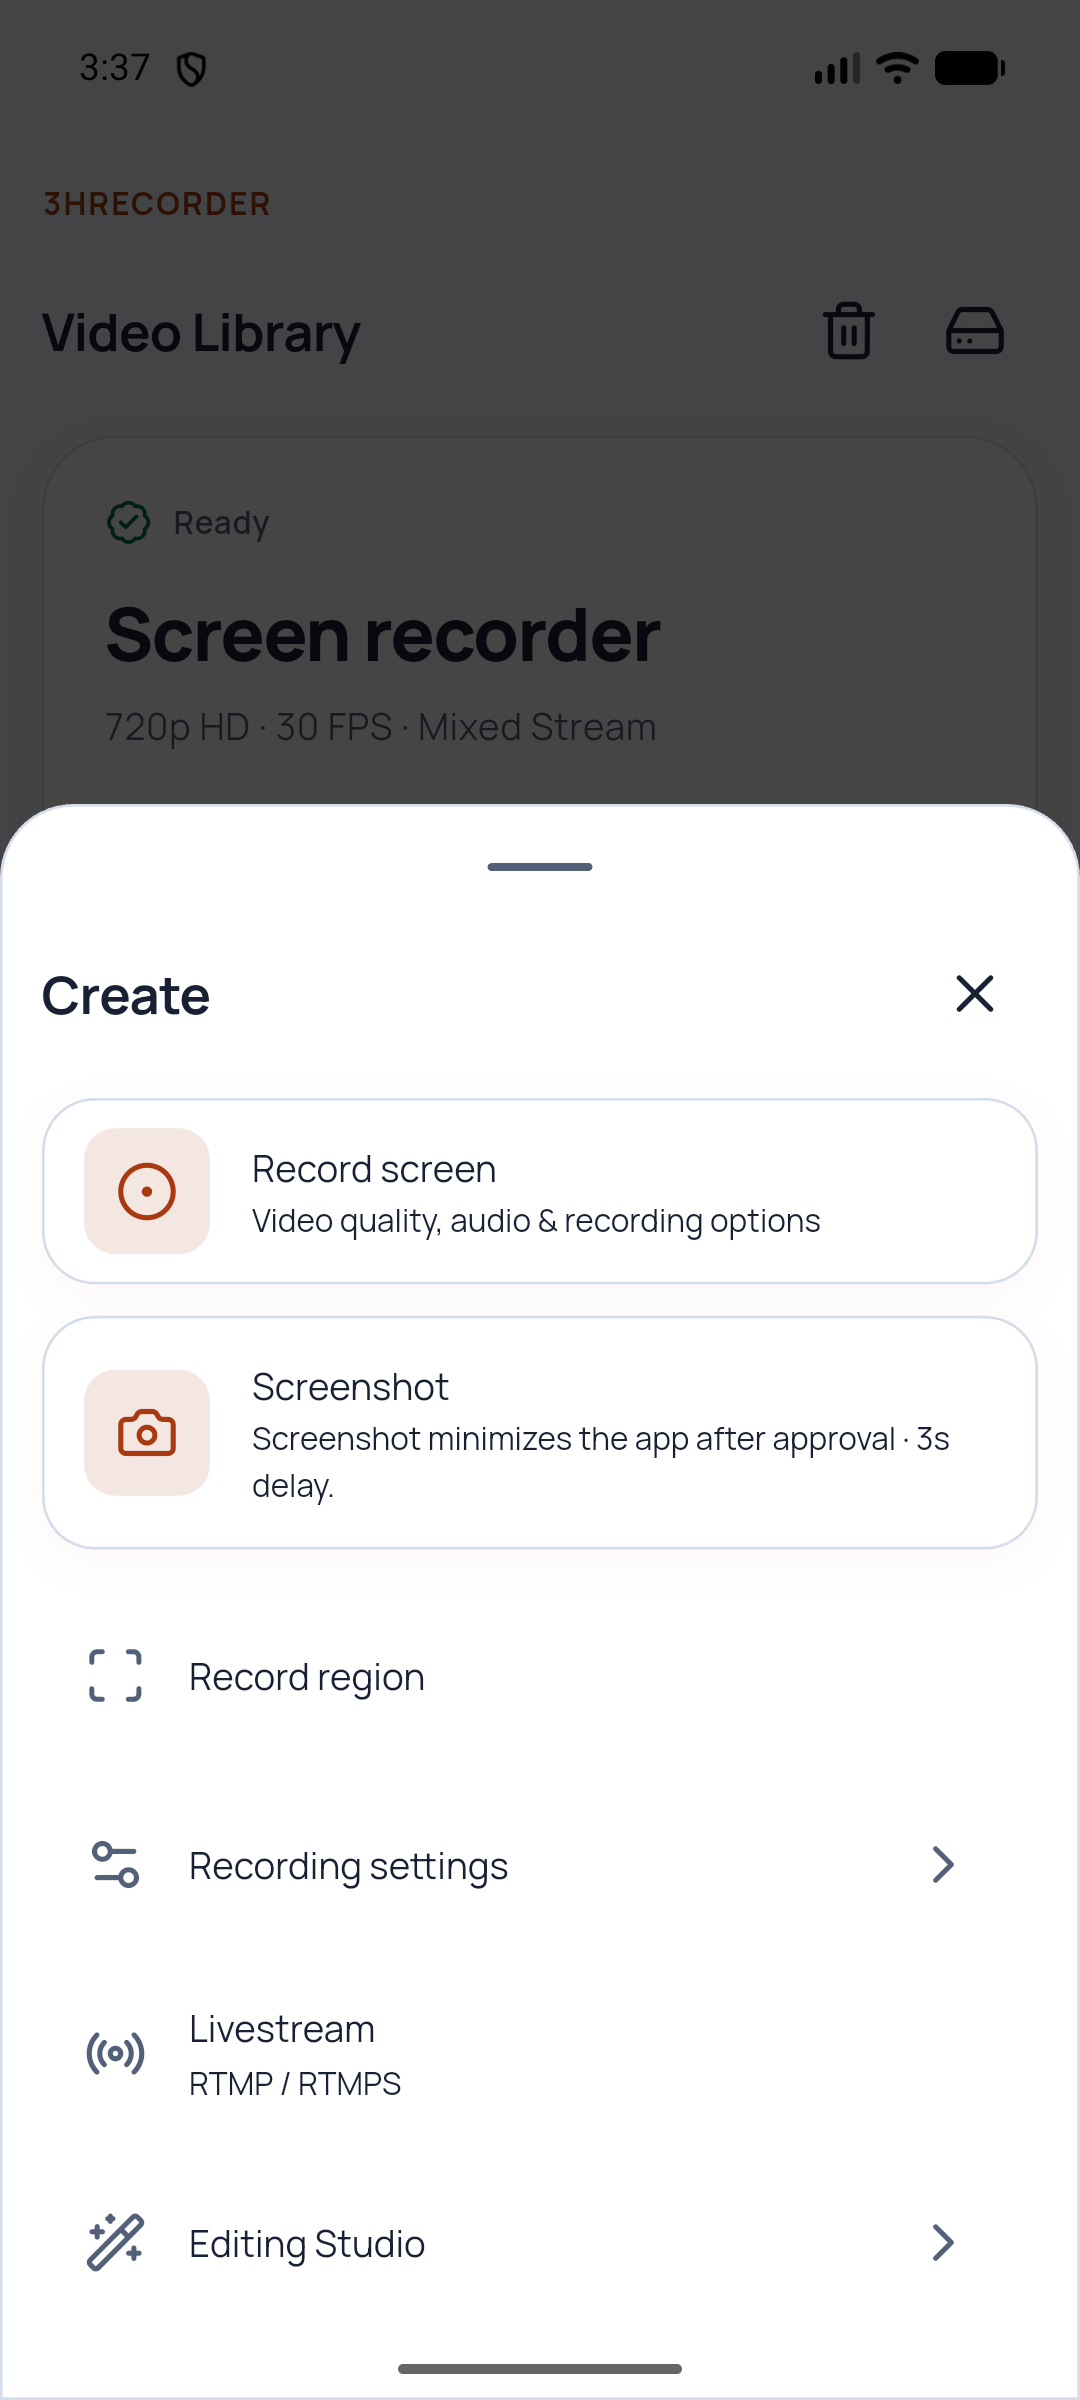 3:37
3HRECORDER
Video Library
Ready
Screen recorder
720p HD · 30 FPS · Mixed Stream
Create
Record screen
Video quality, audio & recording options
Screenshot
Screenshot minimizes the app after approval · 3s
delay.
Record region
Recording settings
Livestream
RTMP / RTMPS
Editing Studio